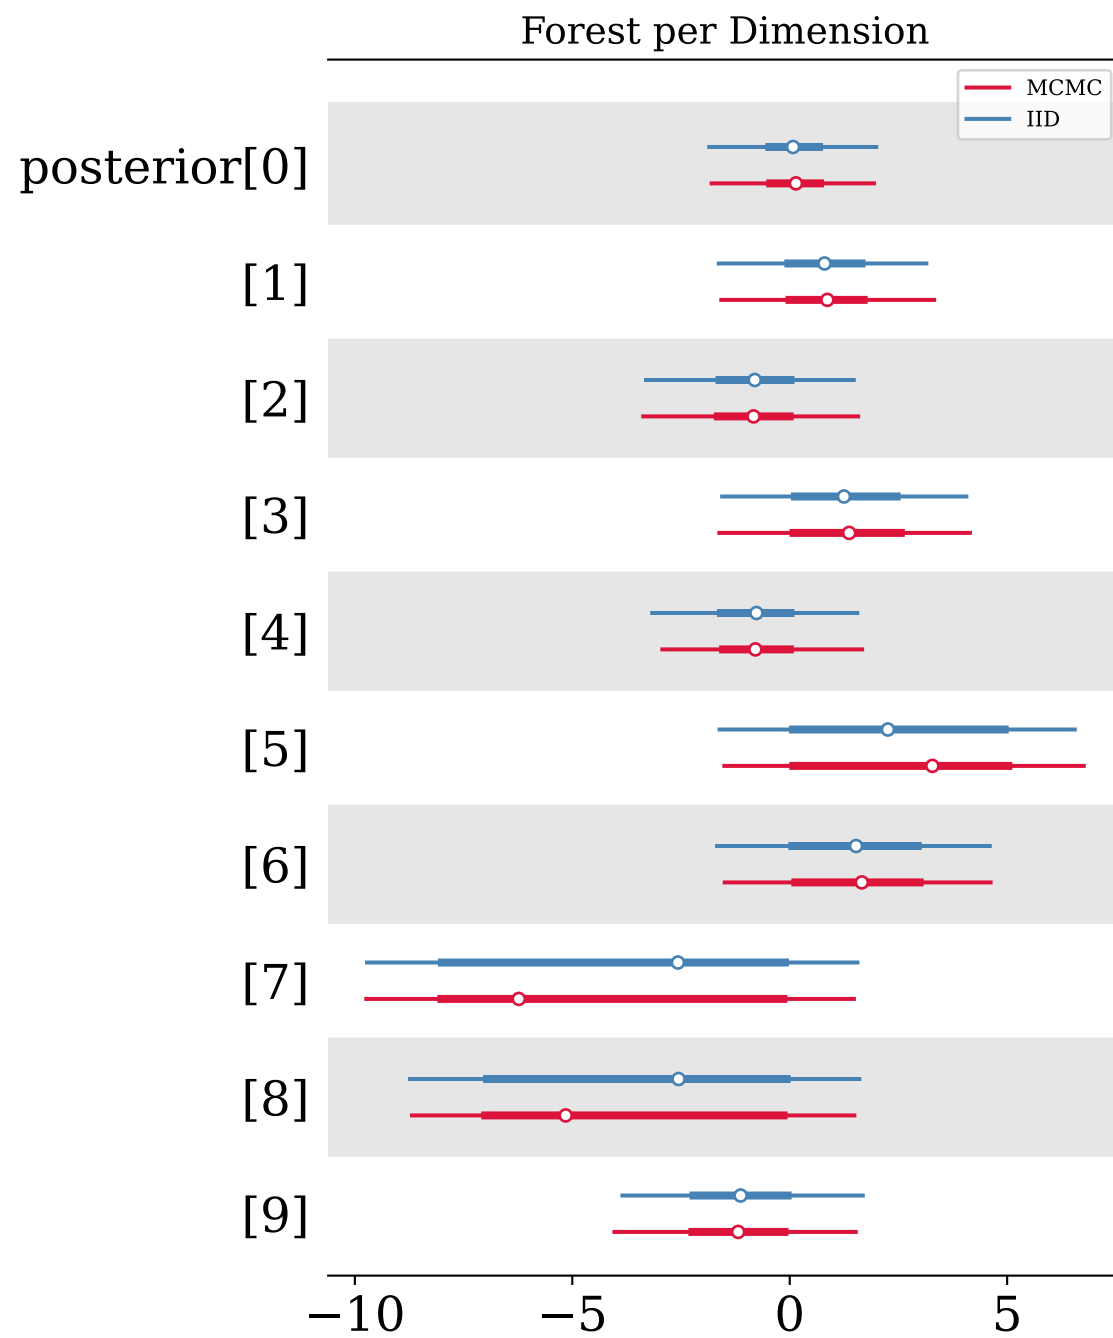 Forest per Dimension
MCMC
IID
posterior[0]
[1]
[2]
[3]
[4]
[5]
[6]
[7]
[8]
[9]
−10 −5 0 5